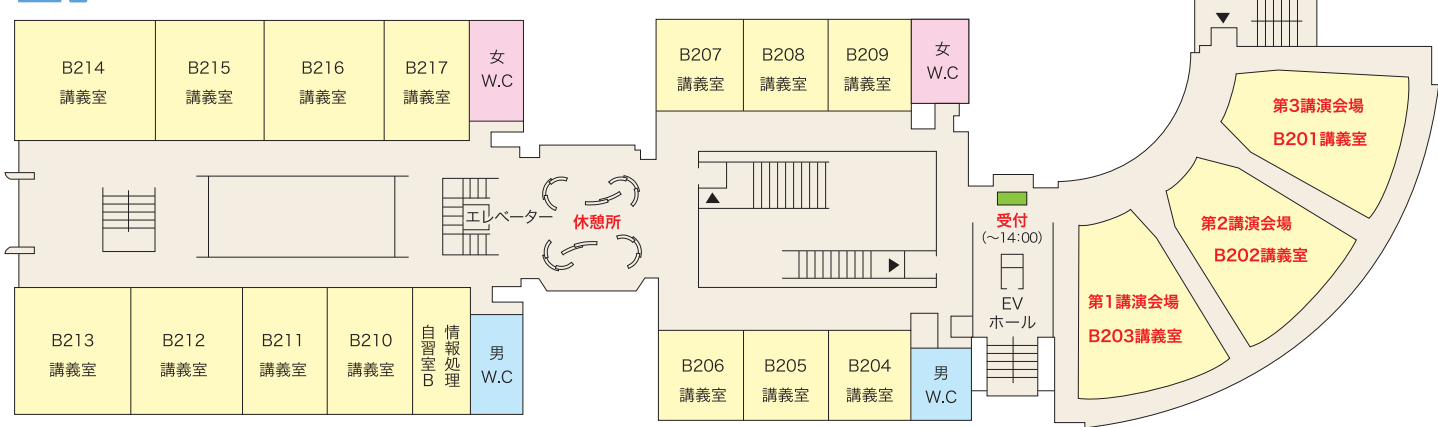 B214
講義室
B215
講義室
B216
講義室
B217
講義室
女
W.C
B207
講義室
B208
講義室
B209
講義室
女
W.C
第3講演会場
B201講義室
エレベーター
休憩所
受付
(〜14:00)
第2講演会場
B202講義室
EV
ホール
第1講演会場
B203講義室
B213
講義室
B212
講義室
B211
講義室
B210
講義室
情報処理
自習室B
男
W.C
B206
講義室
B205
講義室
B204
講義室
男
W.C